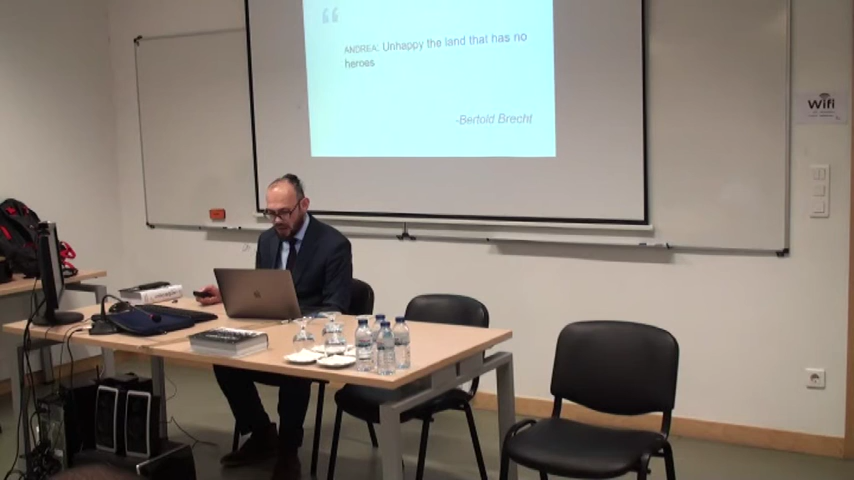 “
ANDREA: Unhappy the land that has no
heroes
-Bertold Brecht
Wifi